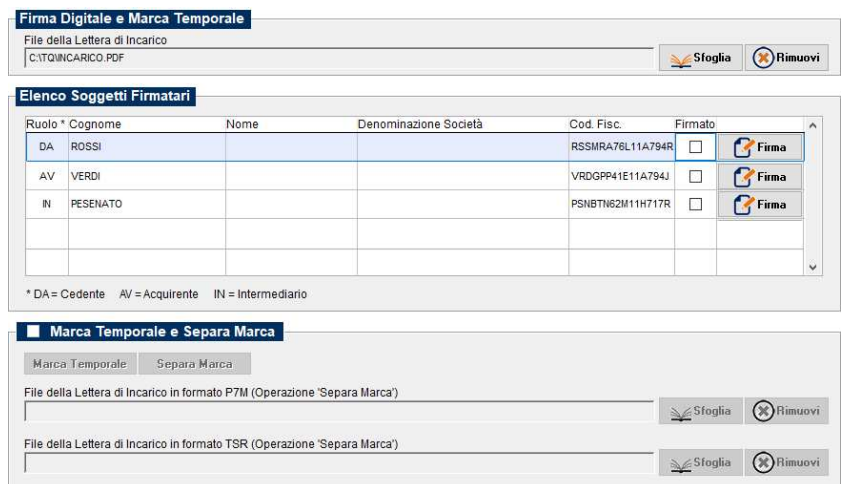 Firma Digitale e Marca Temporale
File della Lettera di Incarico
C:\TQ\INCARICO.PDF Sfoglia Rimuovi
Elenco Soggetti Firmatari
Ruolo * Cognome Nome Denominazione Società Cod. Fisc. Firmato
DA ROSSI RSSMRA76L11A794R Firma
AV VERDI VRDGPP41E11A794J Firma
IN PESENATO PSNBTN62M11H717R Firma
* DA = Cedente AV = Acquirente IN = Intermediario
Marca Temporale e Separa Marca
Marca Temporale Separa Marca
File della Lettera di Incarico in formato P7M (Operazione 'Separa Marca')
Sfoglia Rimuovi
File della Lettera di Incarico in formato TSR (Operazione 'Separa Marca')
Sfoglia Rimuovi